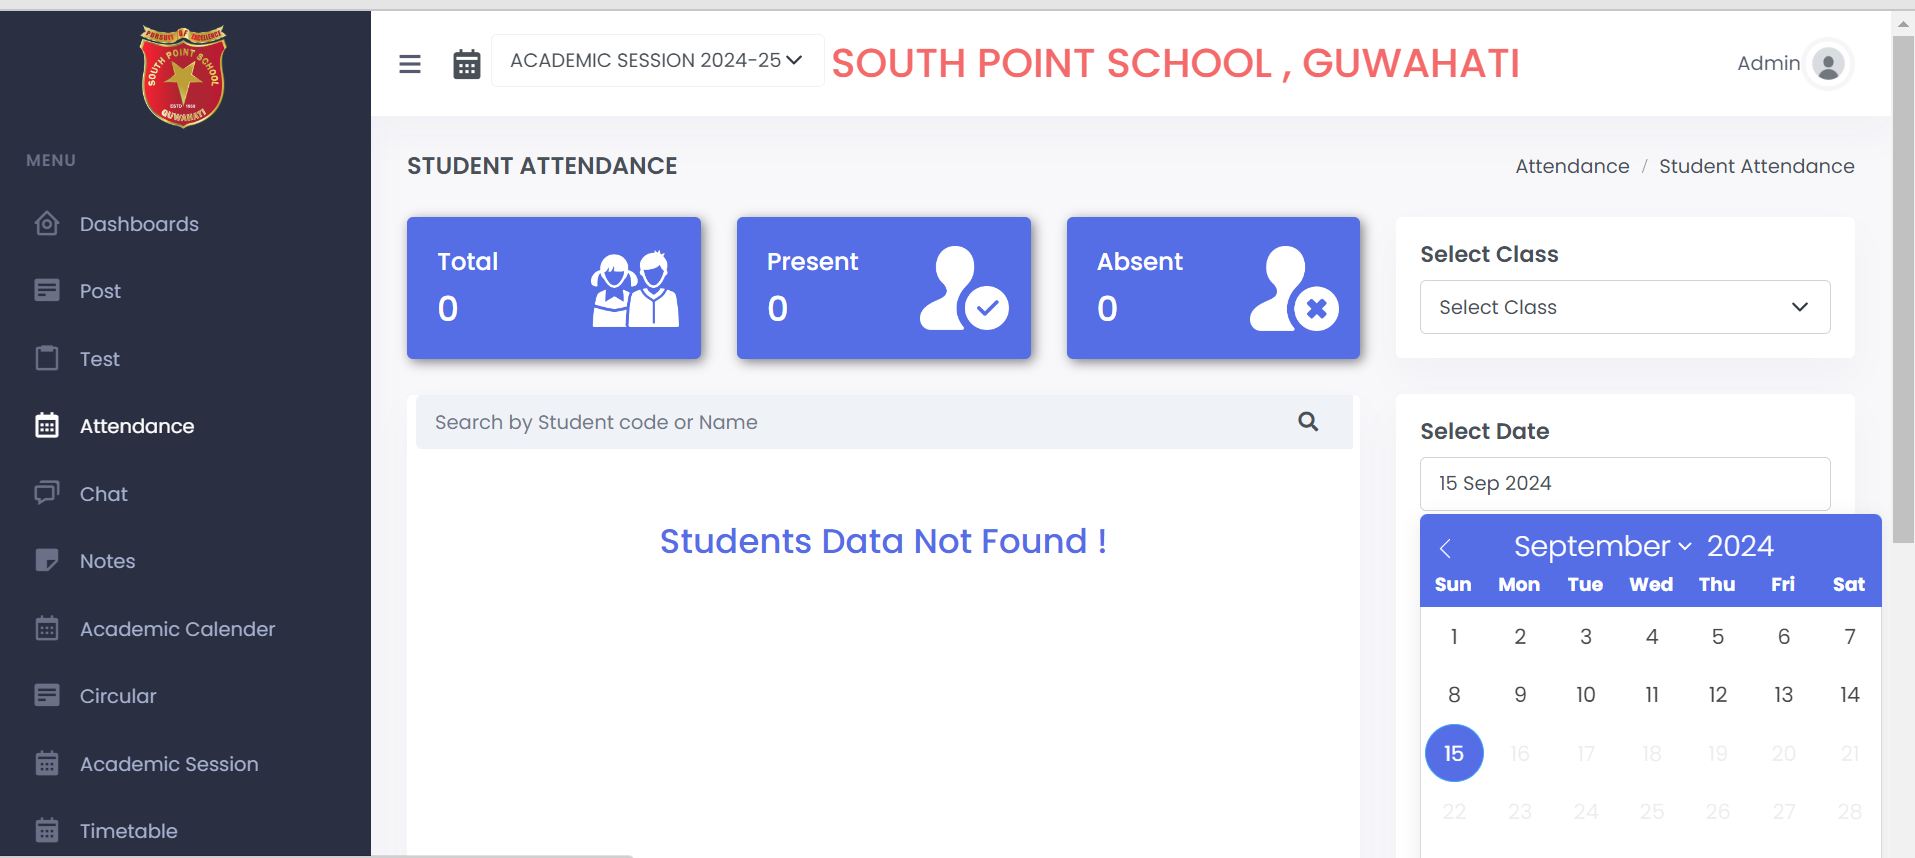 PURSUIT OF EXCELLENCE
SOUTH POINT SCHOOL
ESTD
GUWAHATI
MENU
Dashboards
Post
Test
Attendance
Chat
Notes
Academic Calender
Circular
Academic Session
Timetable
ACADEMIC SESSION 2024-25
SOUTH POINT SCHOOL , GUWAHATI
Admin
STUDENT ATTENDANCE
Attendance / Student Attendance
Total
0
Present
0
Absent
0
Select Class
Select Class
Search by Student code or Name
Students Data Not Found !
Select Date
15 Sep 2024
September 2024
Sun Mon Tue Wed Thu Fri Sat
1 2 3 4 5 6 7
8 9 10 11 12 13 14
15 16 17 18 19 20 21
22 23 24 25 26 27 28